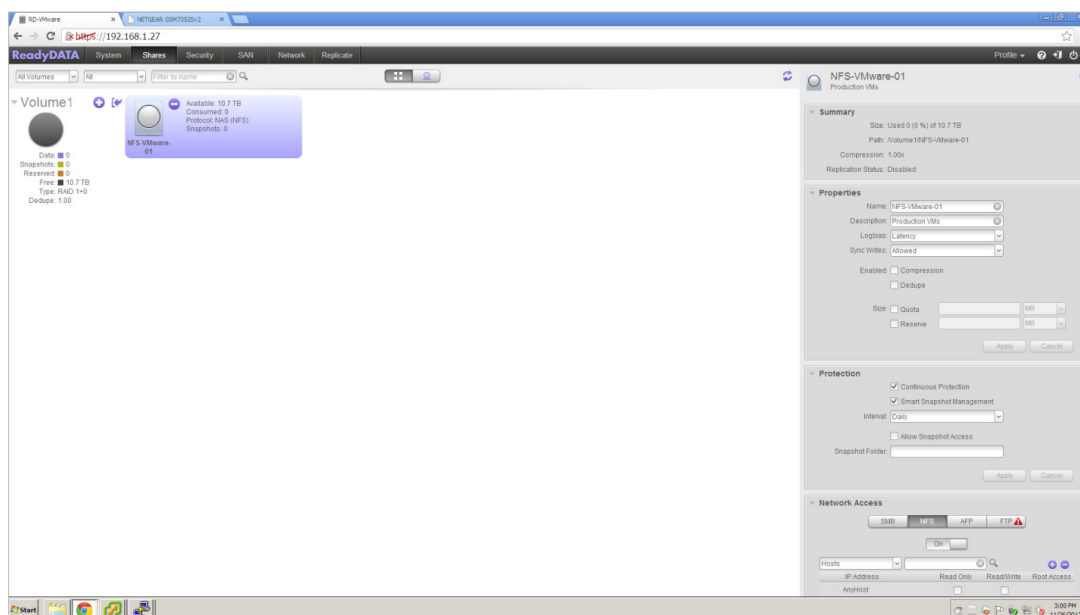 RD-VMware
NETGEAR GSM7352Sv2
https://192.168.1.27
ReadyDATA System Shares Security SAN Network Replicate Profile
All Volumes All Filter by name
NFS-VMware-01
Production VMs
Volume1
Available: 10.7 TB
Consumed: 0
Protocol: NAS (NFS)
Snapshots: 0
NFS-VMware-
01
Data: 0
Snapshots: 0
Reserved: 0
Free: 10.7 TB
Type: RAID 1+0
Dedupe: 1.00
Summary
Size: Used 0 (0 %) of 10.7 TB
Path: /Volume1/NFS-VMware-01
Compression: 1.00x
Replication Status: Disabled
Properties
Name: NFS-VMware-01
Description: Production VMs
Logbias: Latency
Sync Writes: Allowed
Enabled: Compression
Dedupe
Size: Quota MB
Reserve MB
Apply Cancel
Protection
Continuous Protection
Smart Snapshot Management
Interval: Daily
Allow Snapshot Access
Snapshot Folder:
Apply Cancel
Network Access
SMB NFS AFP FTP
On
Hosts
IP Address Read Only Read/Write Root Access
AnyHost
Start 3:00 PM